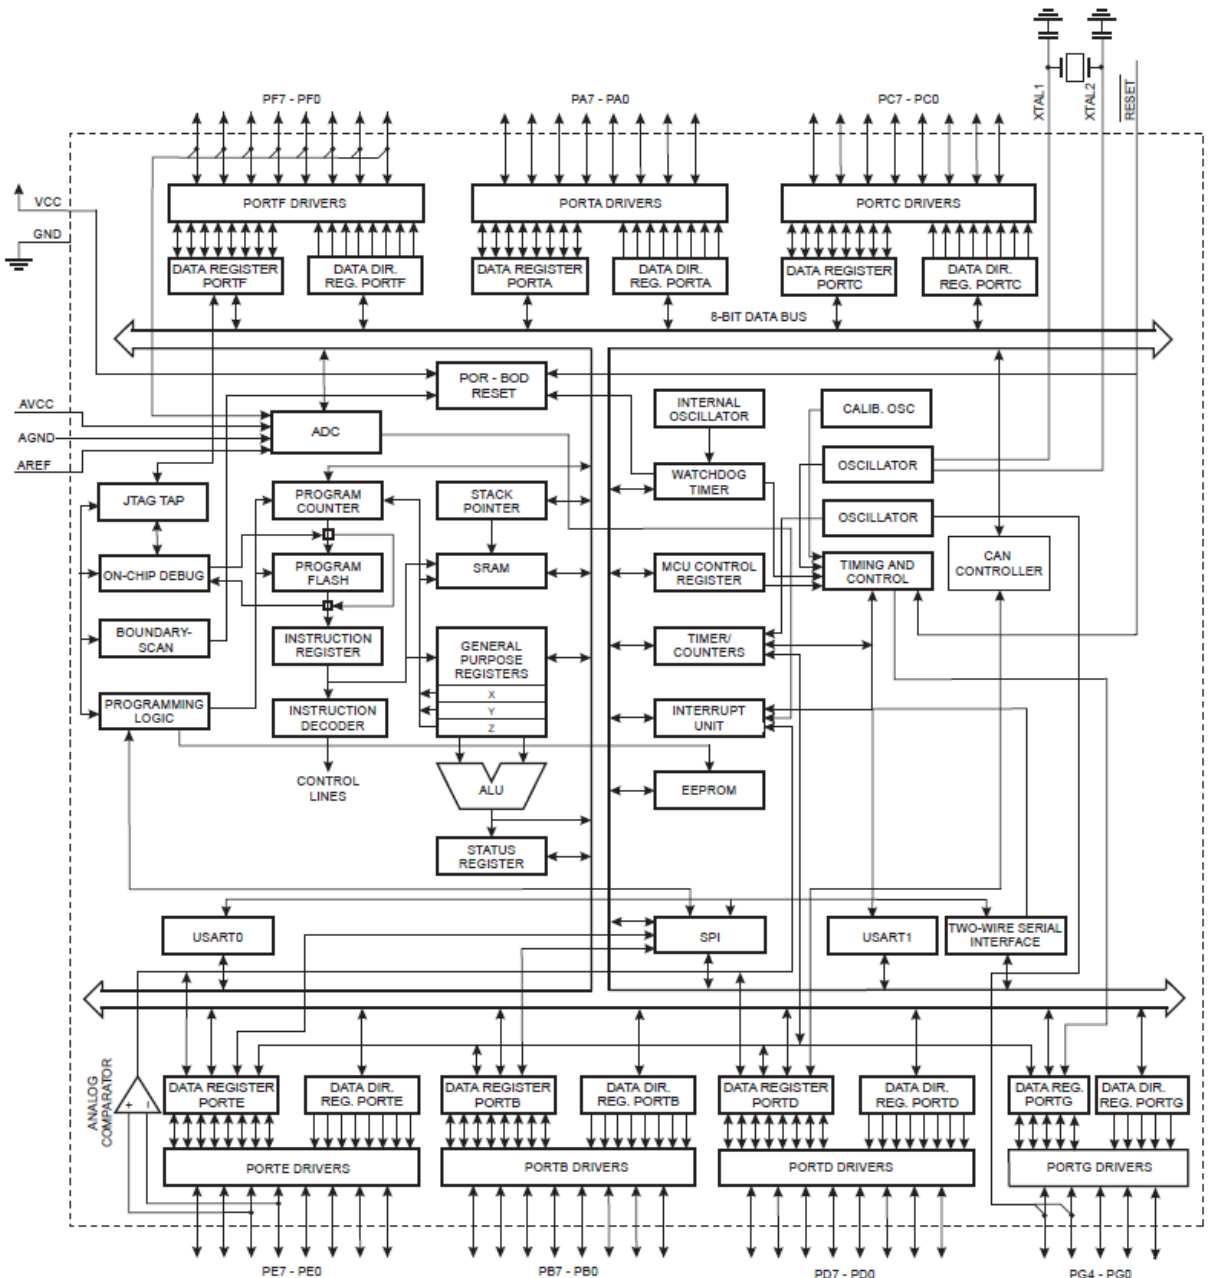 XTAL1
XTAL2
RESET
PF7 - PF0
PA7 - PA0
PC7 - PC0
VCC
GND
PORTF DRIVERS
PORTA DRIVERS
PORTC DRIVERS
DATA REGISTER
PORTF
DATA DIR.
REG. PORTF
DATA REGISTER
PORTA
DATA DIR.
REG. PORTA
DATA REGISTER
PORTC
DATA DIR.
REG. PORTC
8-BIT DATA BUS
POR - BOD
RESET
INTERNAL
OSCILLATOR
CALIB. OSC
AVCC
AGND
AREF
ADC
OSCILLATOR
WATCHDOG
TIMER
JTAG TAP
PROGRAM
COUNTER
STACK
POINTER
OSCILLATOR
ON-CHIP DEBUG
PROGRAM
FLASH
SRAM
MCU CONTROL
REGISTER
TIMING AND
CONTROL
CAN
CONTROLLER
BOUNDARY-
SCAN
INSTRUCTION
REGISTER
GENERAL
PURPOSE
REGISTERS
X
Y
Z
TIMER/
COUNTERS
PROGRAMMING
LOGIC
INSTRUCTION
DECODER
INTERRUPT
UNIT
CONTROL
LINES
ALU
EEPROM
STATUS
REGISTER
USART0
SPI
USART1
TWO-WIRE SERIAL
INTERFACE
ANALOG
COMPARATOR
+
-
DATA REGISTER
PORTE
DATA DIR.
REG. PORTE
DATA REGISTER
PORTB
DATA DIR.
REG. PORTB
DATA REGISTER
PORTD
DATA DIR.
REG. PORTD
DATA REG.
PORTG
DATA DIR.
REG. PORTG
PORTE DRIVERS
PORTB DRIVERS
PORTD DRIVERS
PORTG DRIVERS
PE7 - PE0
PB7 - PB0
PD7 - PD0
PG4 - PG0